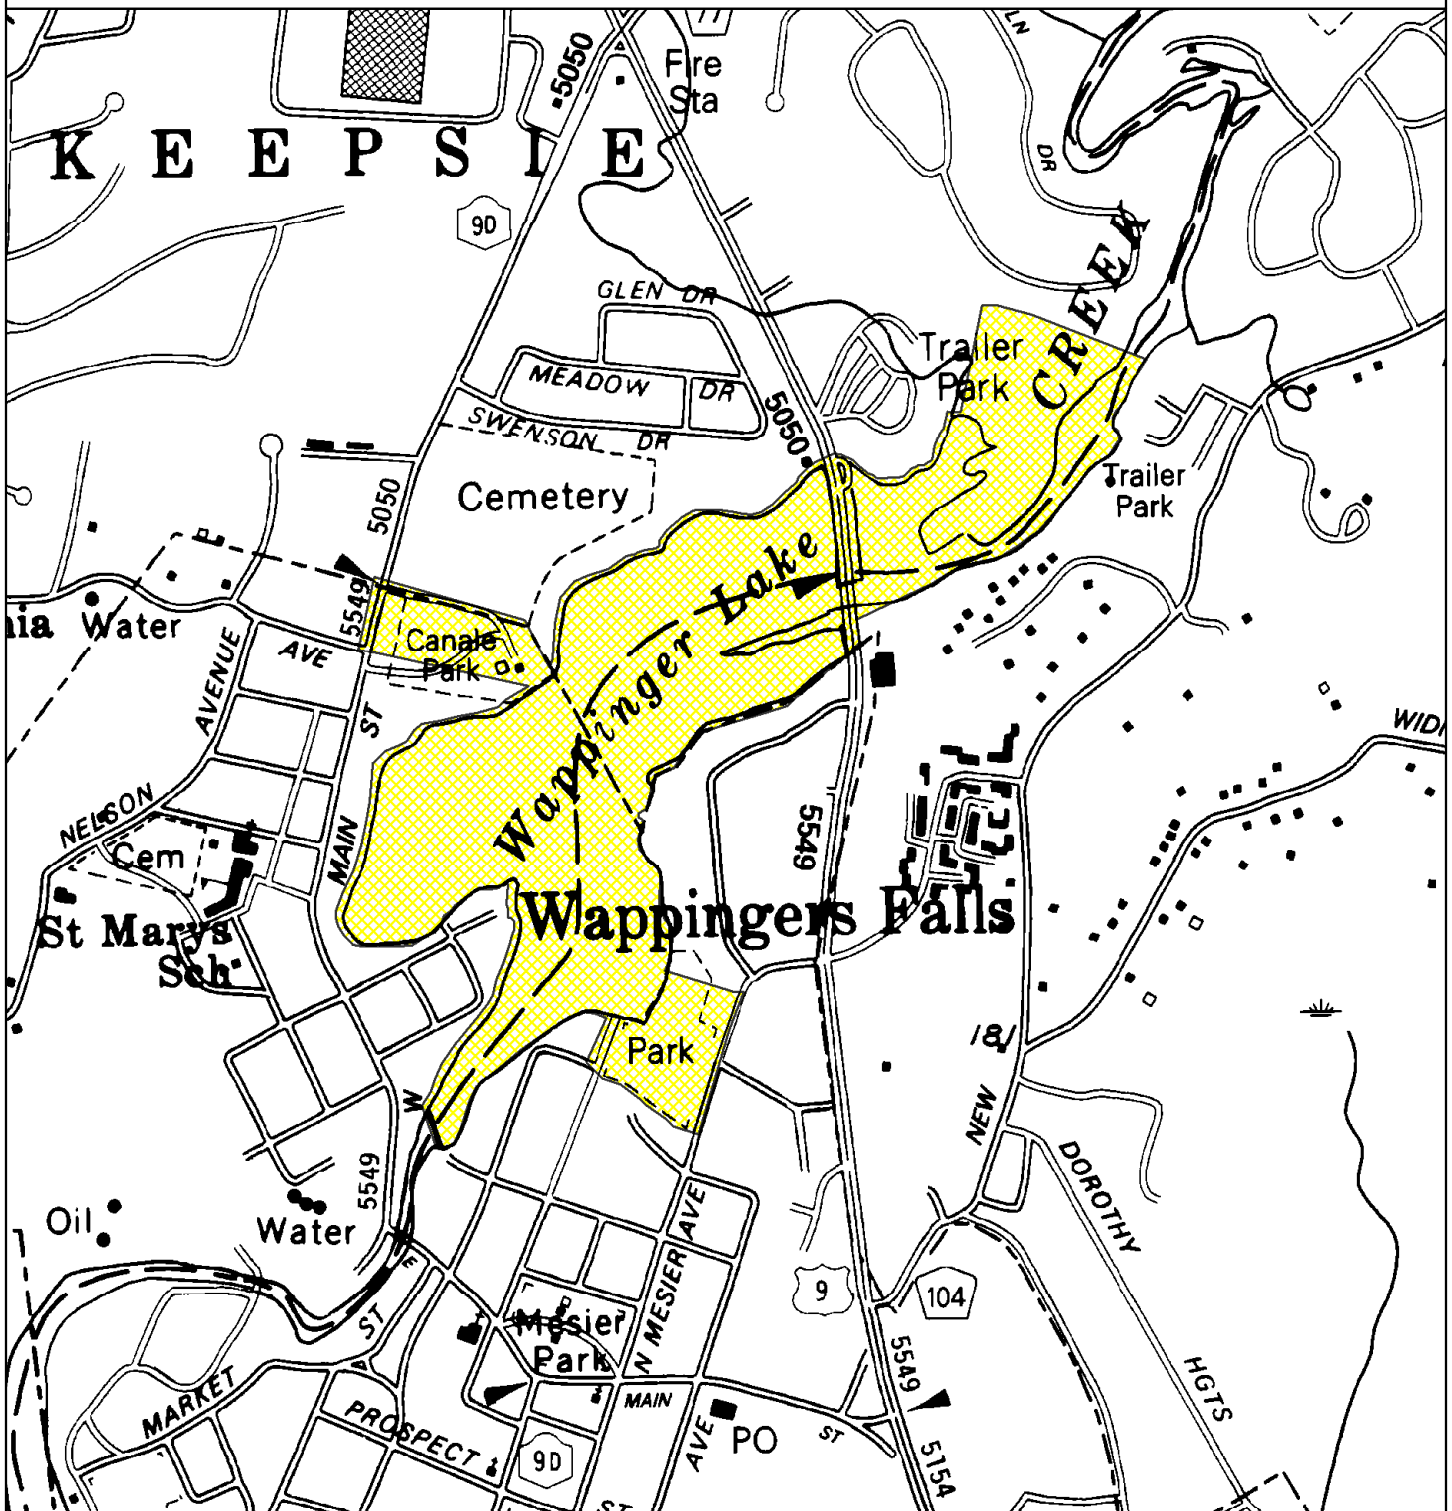 LN
5050
Fire
Sta
K E E P S I E
DR
9D
CREEK
GLEN DR
MEADOW DR
SWENSON DR
5050
Trailer
Park
Cemetery
5050
Trailer
Park
Wappinger Lake
5549
nia
Water
AVE
Canale
Park
AVENUE
ST
NELSON
MAIN
Cem
5549
Wappingers Falls
St Marys
Sch
Park
NEW
W
5549
DOROTHY
HGTS
Oil
Water
E
AVE
N MESIER
9
104
ST
Mesier
Park
5549
MARKET
PROSPECT
MAIN
ST
PO
AVE
9D
5154
ST